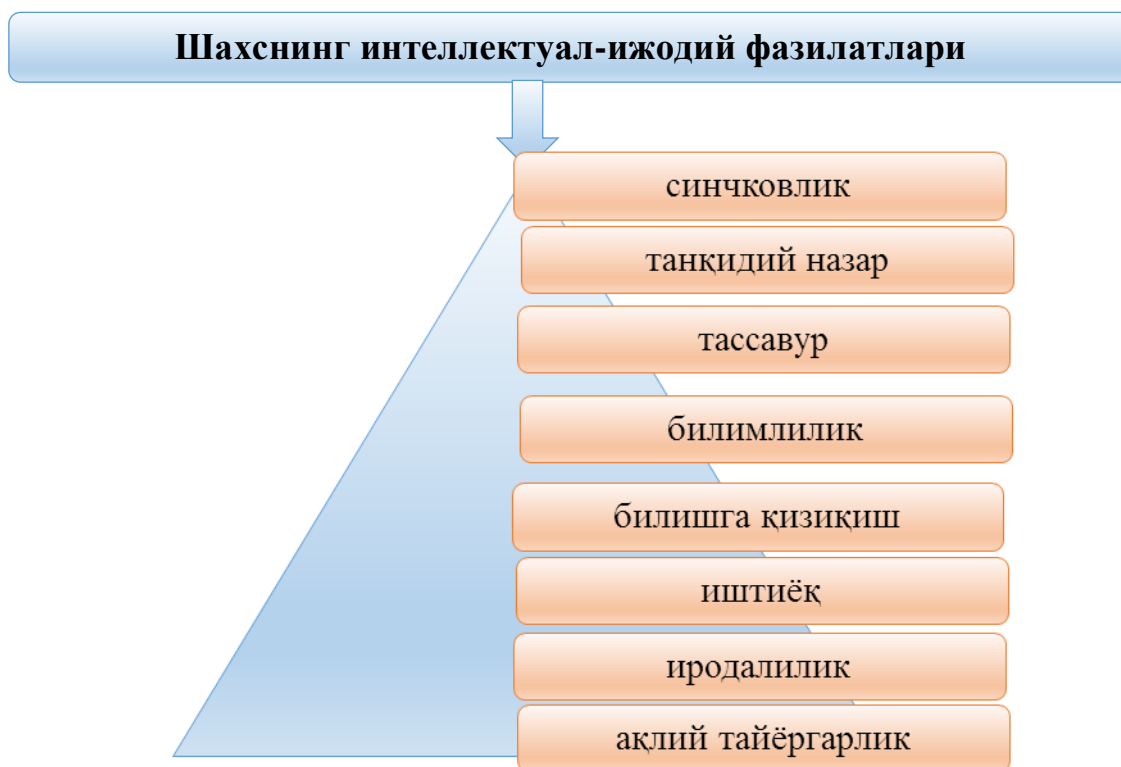 Шахснинг интеллектуал-ижодий фазилатлари
синчковлик
танқидий назар
тассавур
билимлилик
билишга қизиқиш
иштиёқ
иродалилик
ақлий тайёргарлик